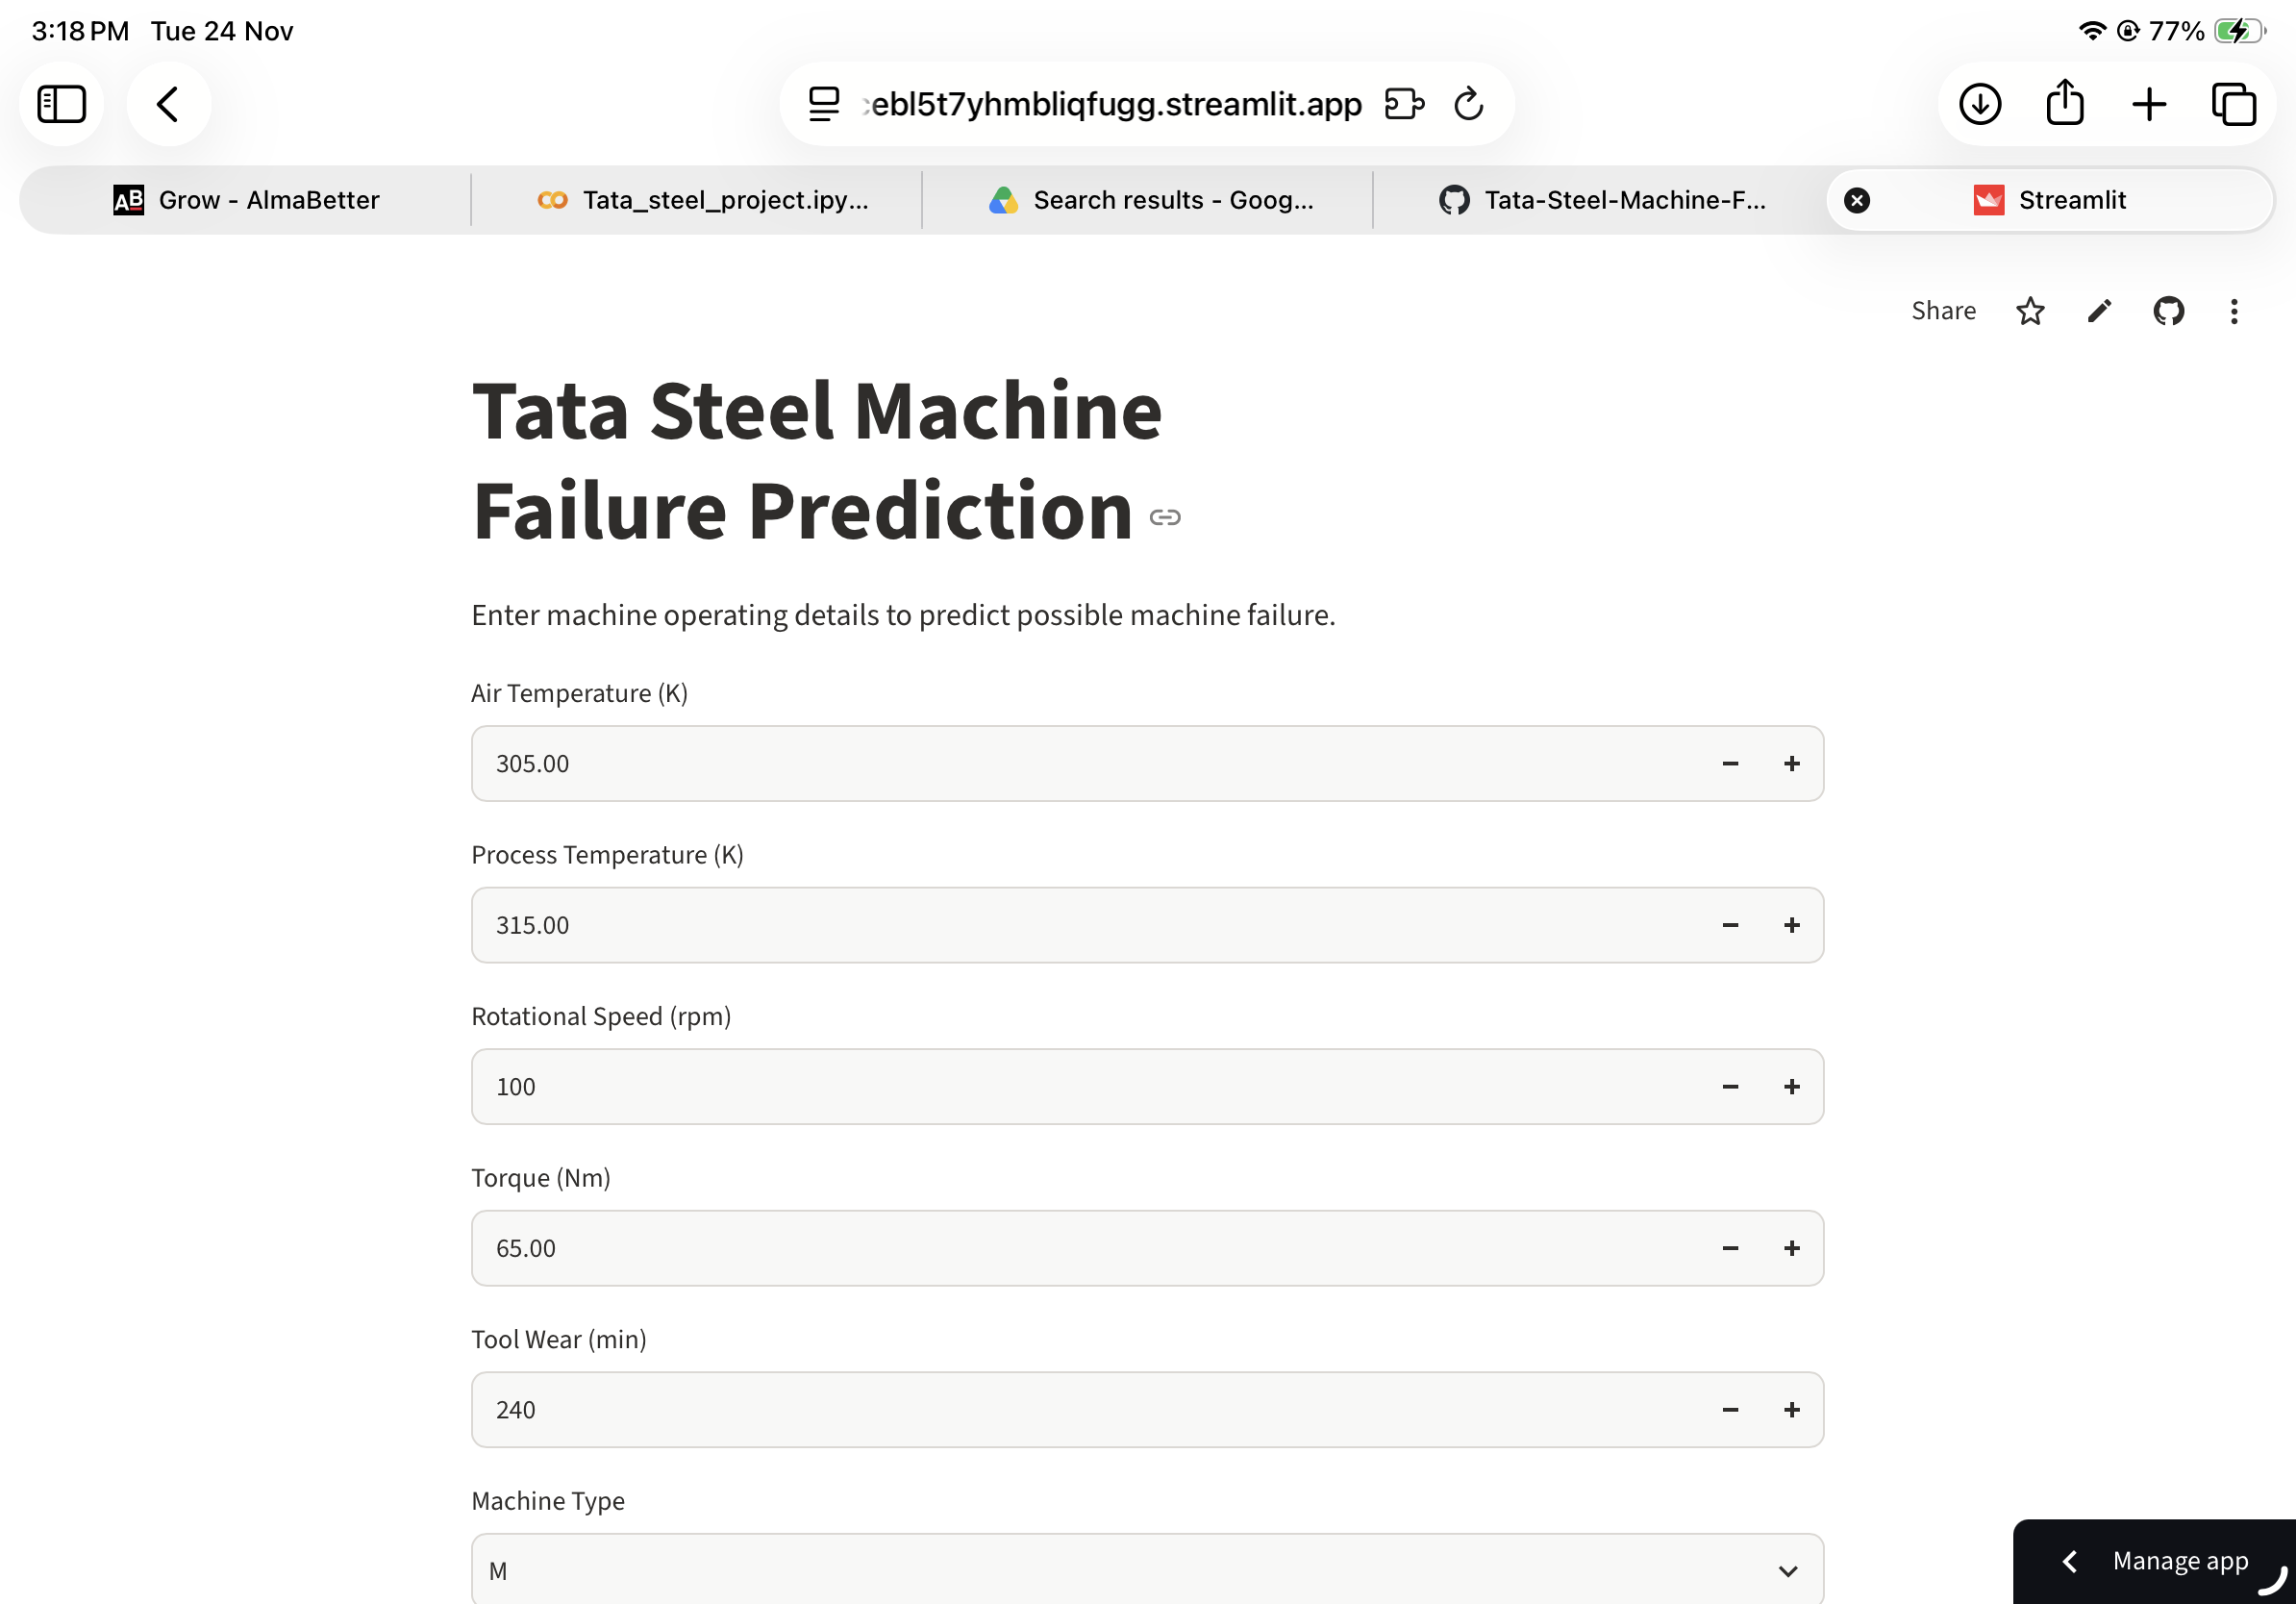 3:18 PM Tue 24 Nov
77%
ebl5t7yhmbliqfugg.streamlit.app
Grow - AlmaBetter
Tata_steel_project.ipy...
Search results - Goog...
Tata-Steel-Machine-F...
Streamlit
Share
Tata Steel Machine
Failure Prediction
Enter machine operating details to predict possible machine failure.
Air Temperature (K)
305.00
Process Temperature (K)
315.00
Rotational Speed (rpm)
100
Torque (Nm)
65.00
Tool Wear (min)
240
Machine Type
M
Manage app